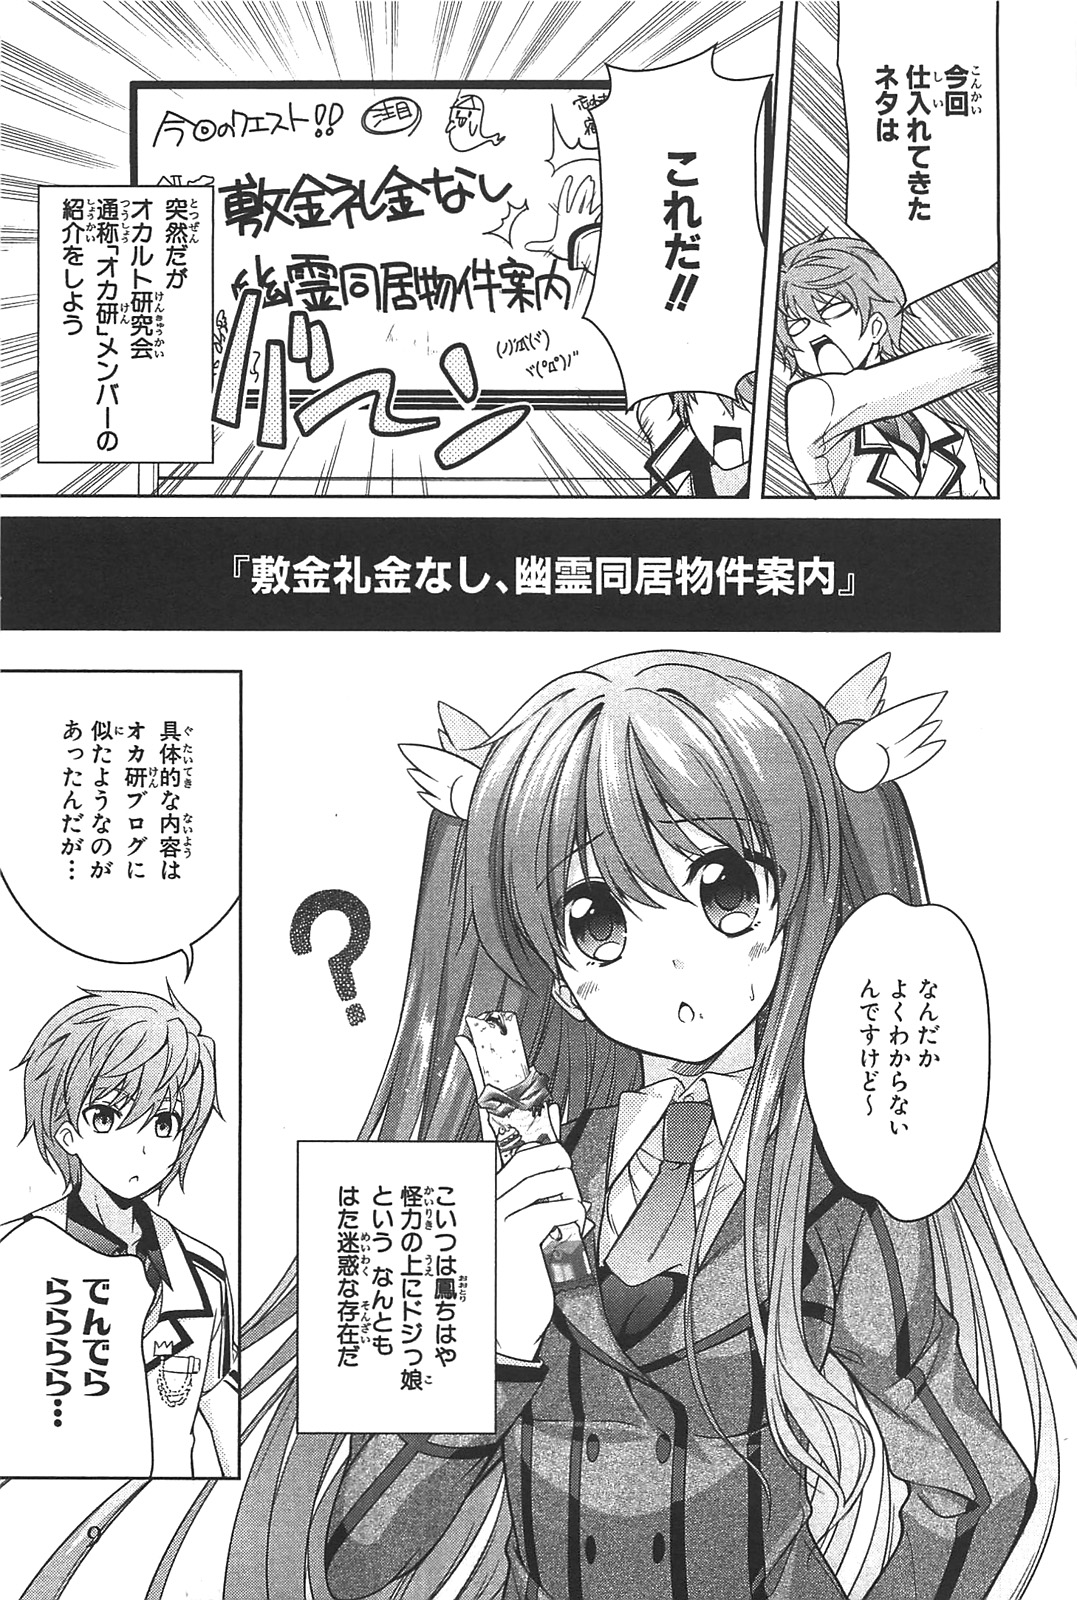 今回
仕入れてきた
ネタは
これだ!!
今回のクエスト!!
注目
敷金礼金なし
幽霊同居物件案内
バーン
突然だが
オカルト研究会
通称「オカ研」メンバーの
紹介をしよう
『敷金礼金なし、幽霊同居物件案内』
なんだか
よくわからない
んですけど〜
?
こいつは鳳ちはや
怪力の上にドジっ娘
という なんとも
はた迷惑な存在だ
具体的な内容は
オカ研ブログに
似たようなのが
あったんだが…
でんでら
らららら…
9